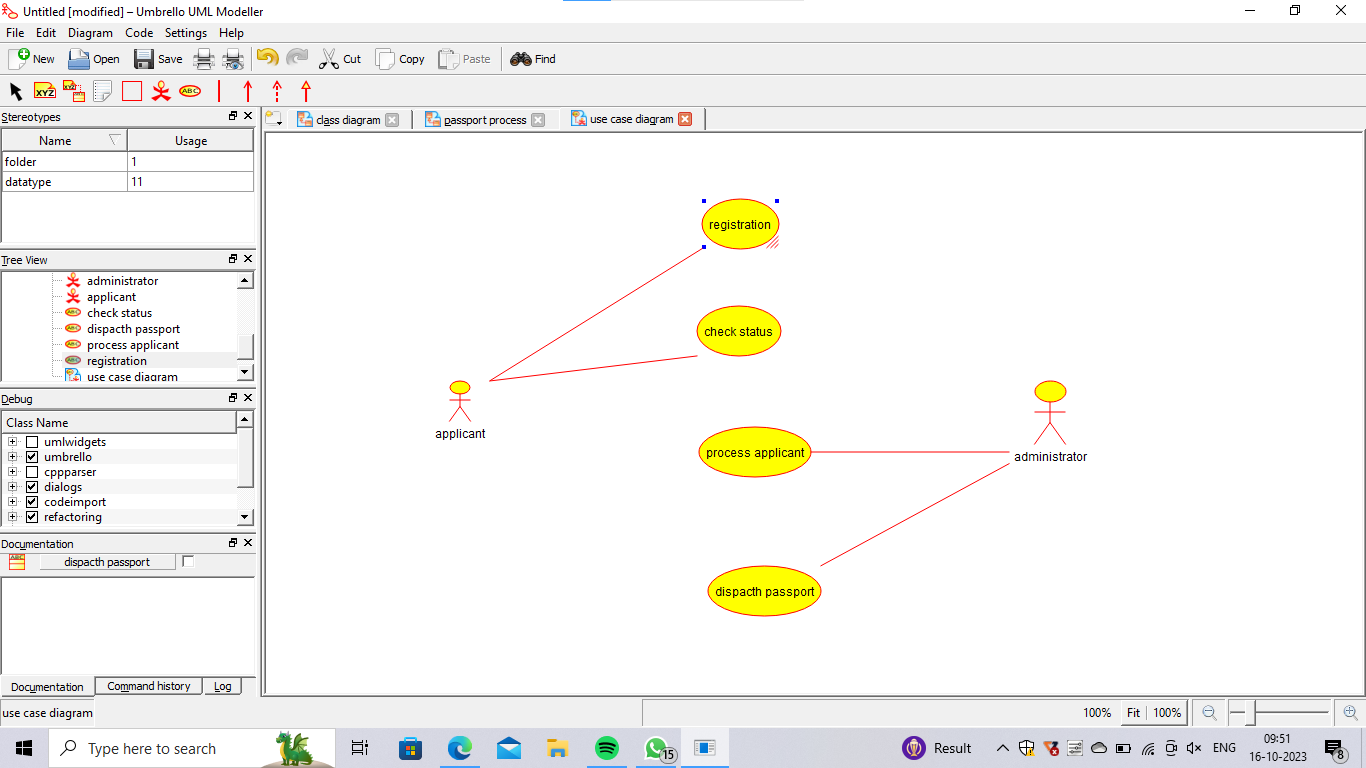 Untitled [modified] – Umbrello UML Modeller
File Edit Diagram Code Settings Help
New Open Save Cut Copy Paste Find
XYZ XYZ ABC
Stereotypes
class diagram passport process use case diagram
Name Usage
folder 1
datatype 11
registration
Tree View
administrator
applicant
check status
dispacth passport
process applicant
registration
use case diagram
check status
Debug
Class Name
umlwidgets
umbrello
cppparser
dialogs
codeimport
refactoring
applicant
process applicant
administrator
Documentation
dispacth passport
dispacth passport
Documentation Command history Log
use case diagram
100% Fit 100%
Type here to search
15
Result
ENG
09:51
16-10-2023
8